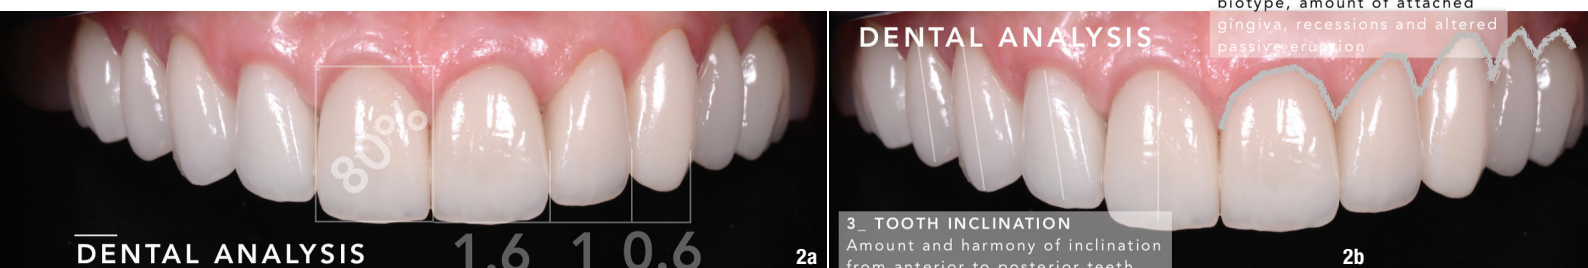 80%
DENTAL ANALYSIS
1.6 1 0.6
2a
biotype, amount of attached
gingiva, recessions and altered
passive eruption
DENTAL ANALYSIS
3_ TOOTH INCLINATION
Amount and harmony of inclination
from anterior to posterior teeth
2b